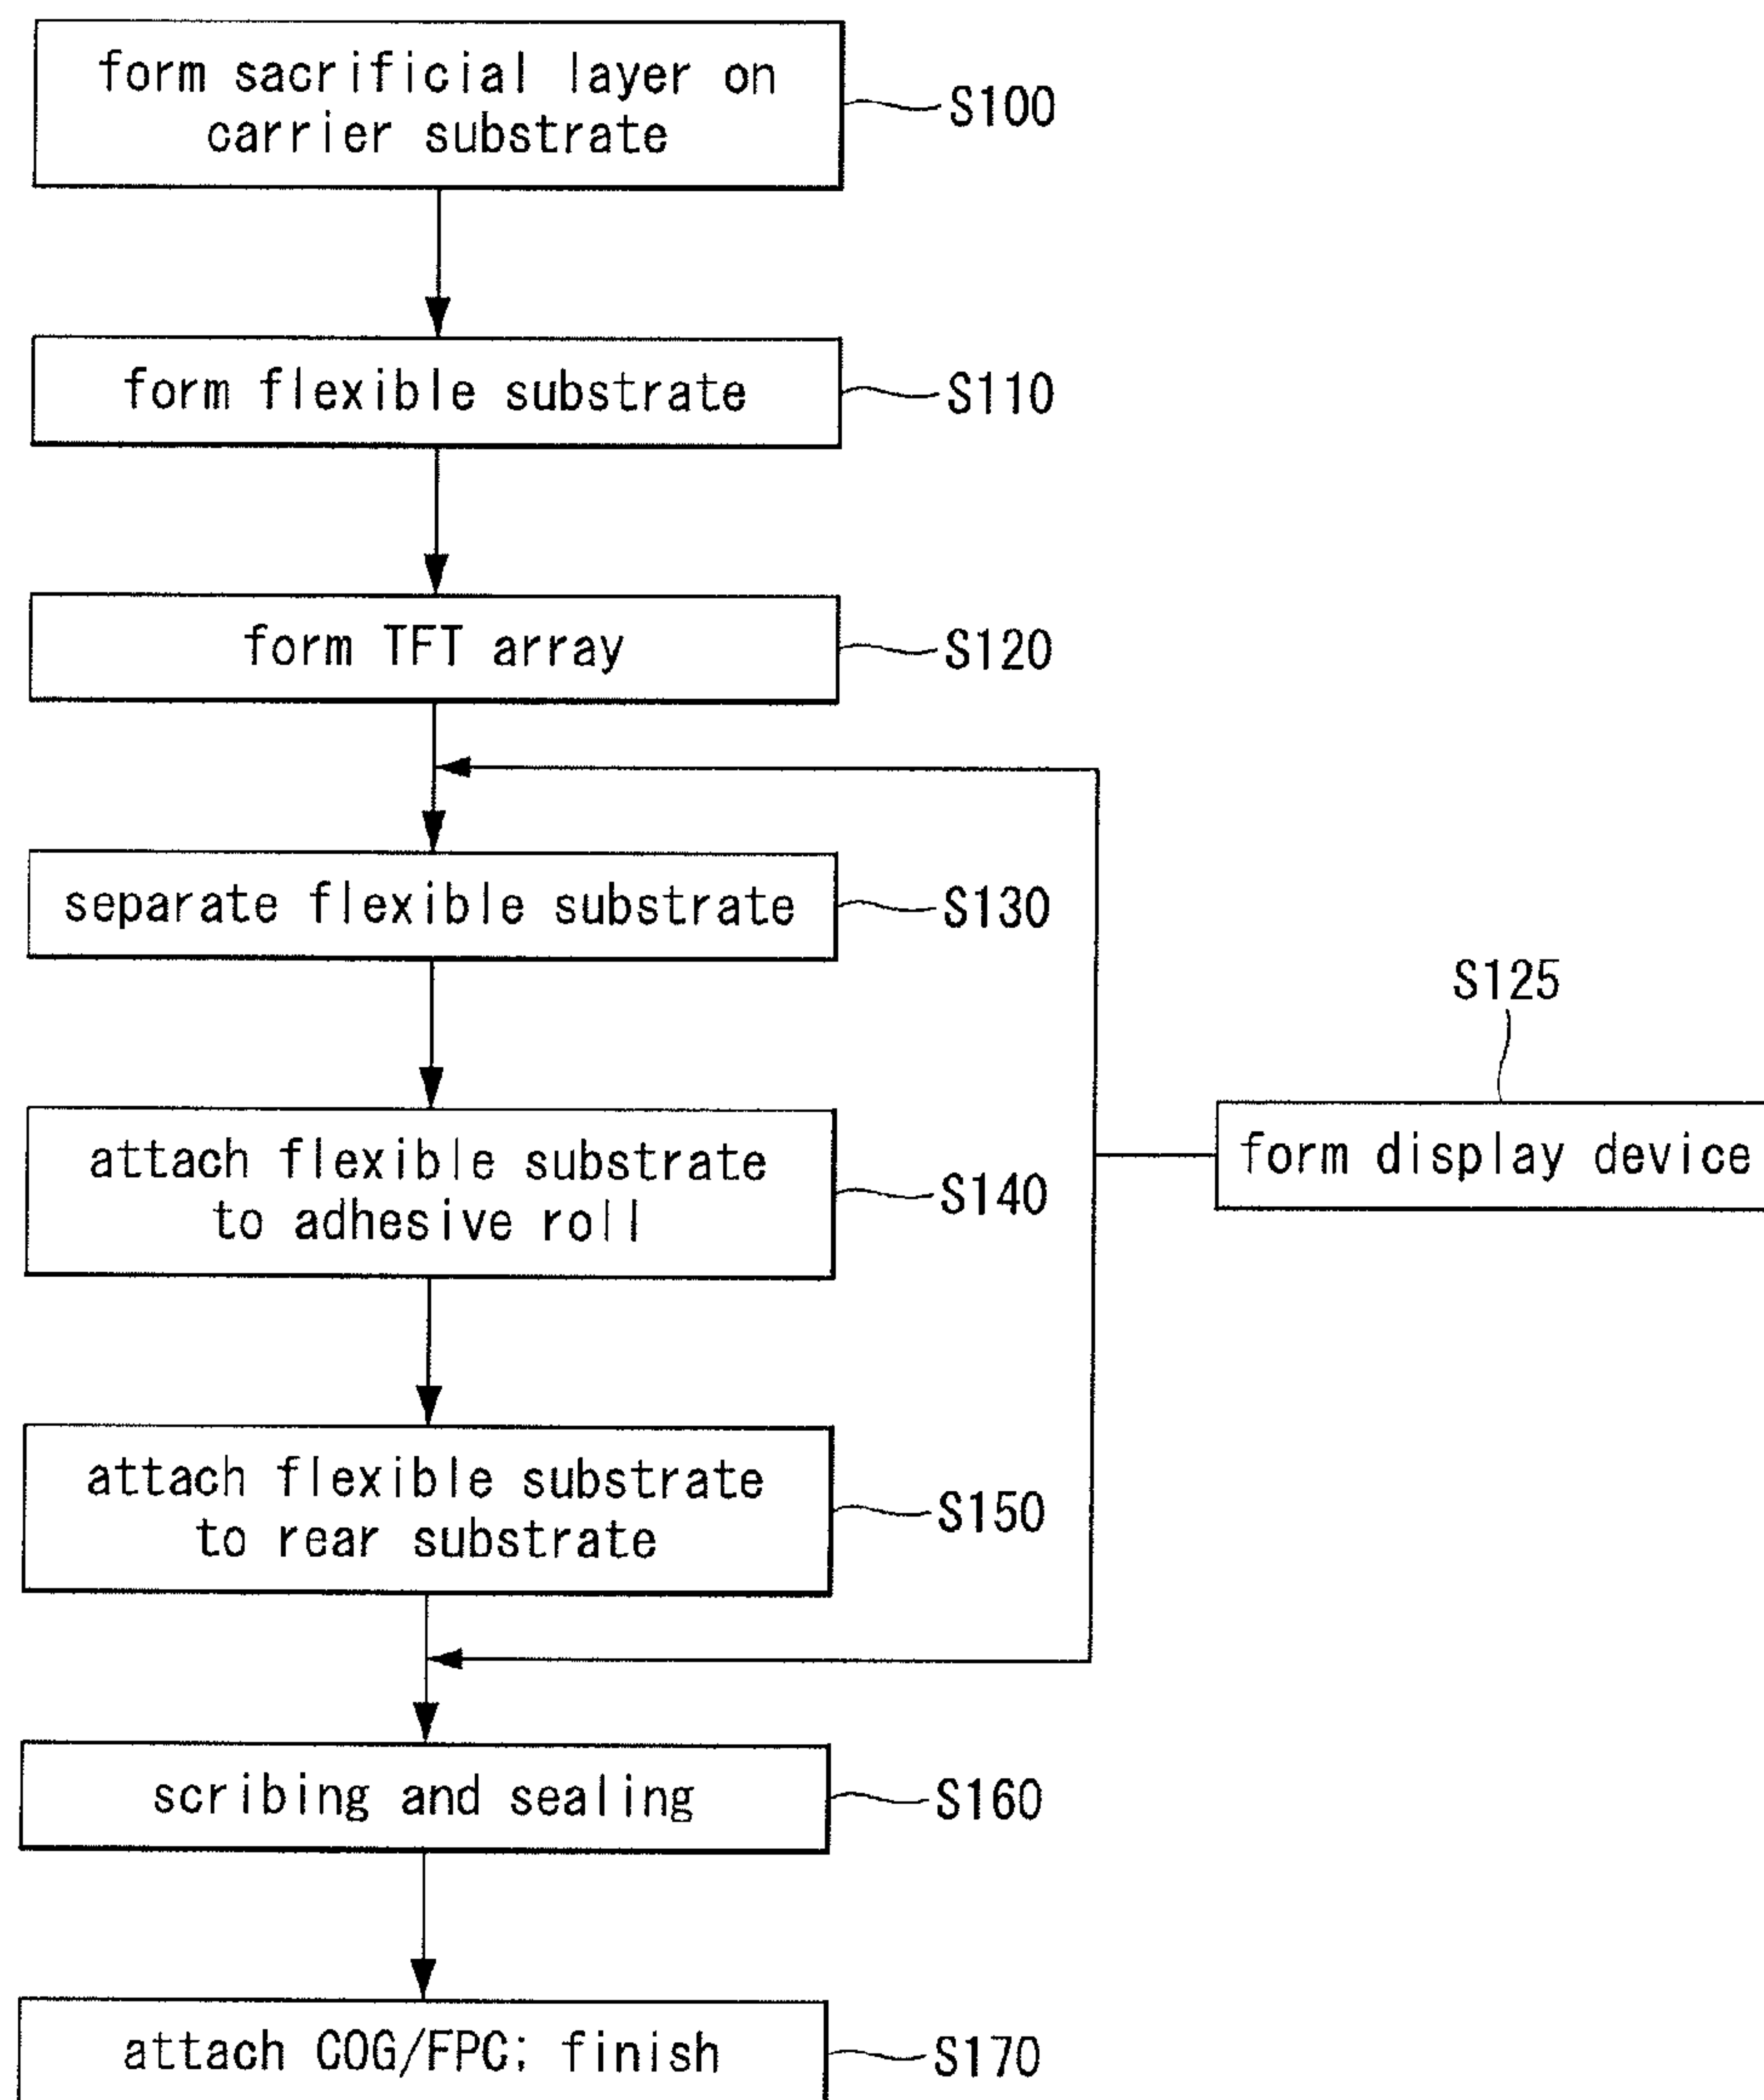 form sacrificial layer on
carrier substrate
S100
form flexible substrate
S110
form TFT array
S120
separate flexible substrate
S130
S125
form display device
attach flexible substrate
to adhesive roll
S140
attach flexible substrate
to rear substrate
S150
scribing and sealing
S160
attach COG/FPC; finish
S170